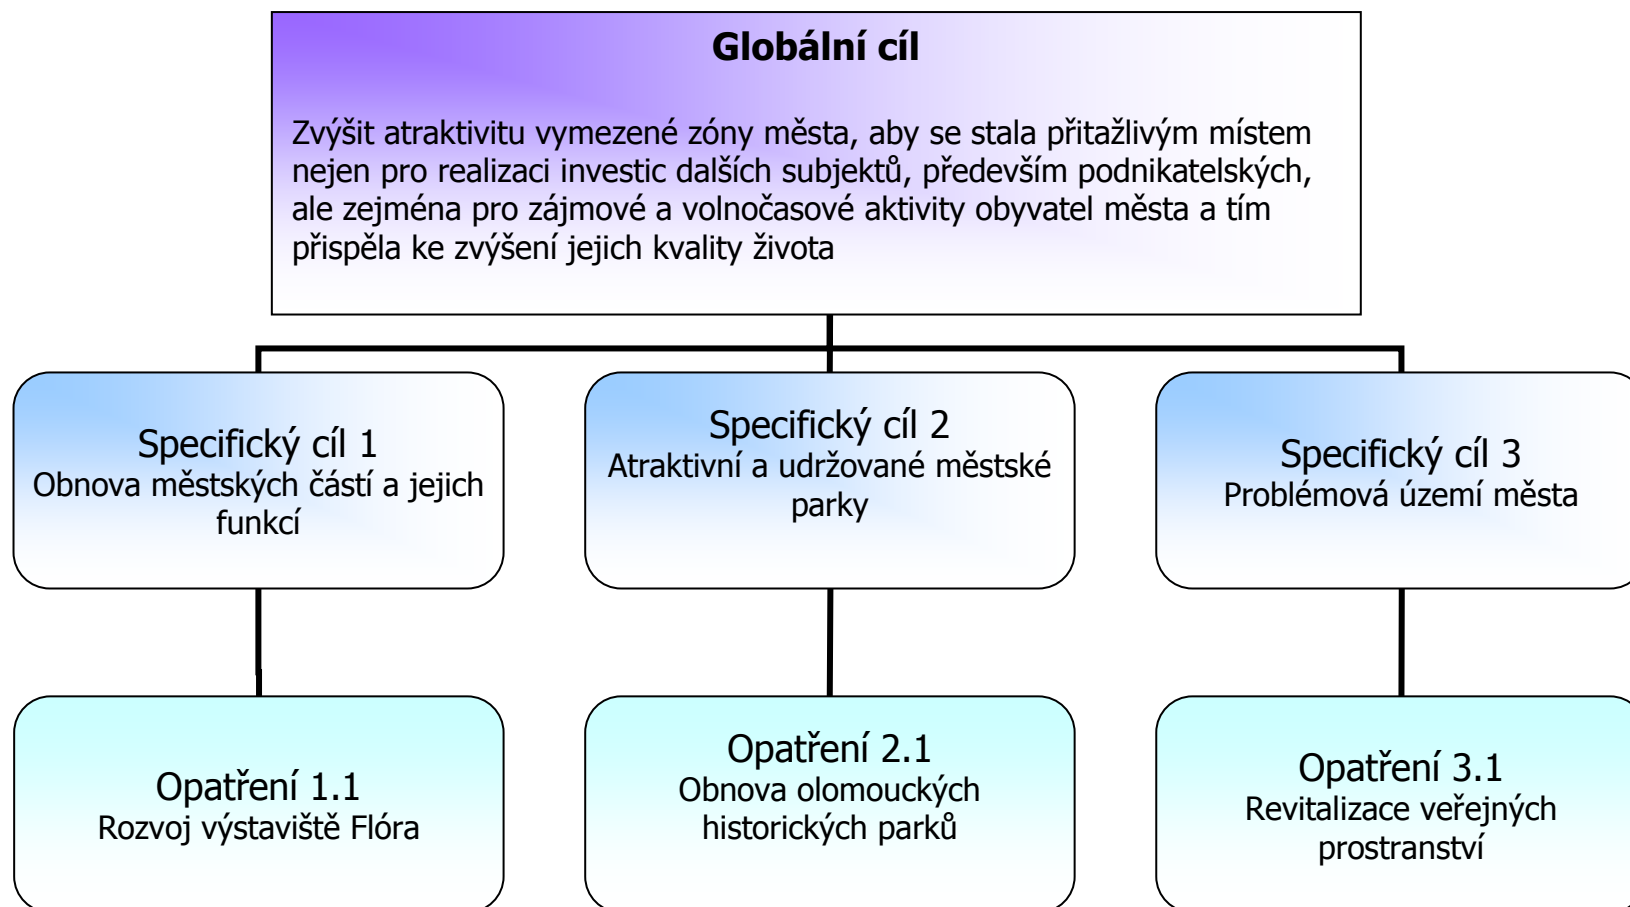 Globální cíl
Zvýšit atraktivitu vymezené zóny města, aby se stala přitažlivým místem
nejen pro realizaci investic dalších subjektů, především podnikatelských,
ale zejména pro zájmové a volnočasové aktivity obyvatel města a tím
přispěla ke zvýšení jejich kvality života
Specifický cíl 1
Obnova městských částí a jejich
funkcí
Specifický cíl 2
Atraktivní a udržované městské
parky
Specifický cíl 3
Problémová území města
Opatření 1.1
Rozvoj výstaviště Flóra
Opatření 2.1
Obnova olomouckých
historických parků
Opatření 3.1
Revitalizace veřejných
prostranství